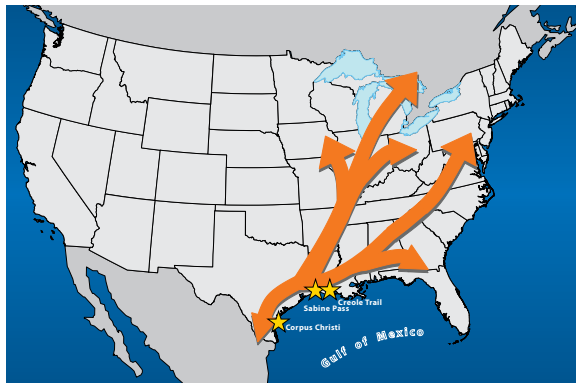 Creole Trail
Sabine Pass
Corpus Christi
Gulf of Mexico